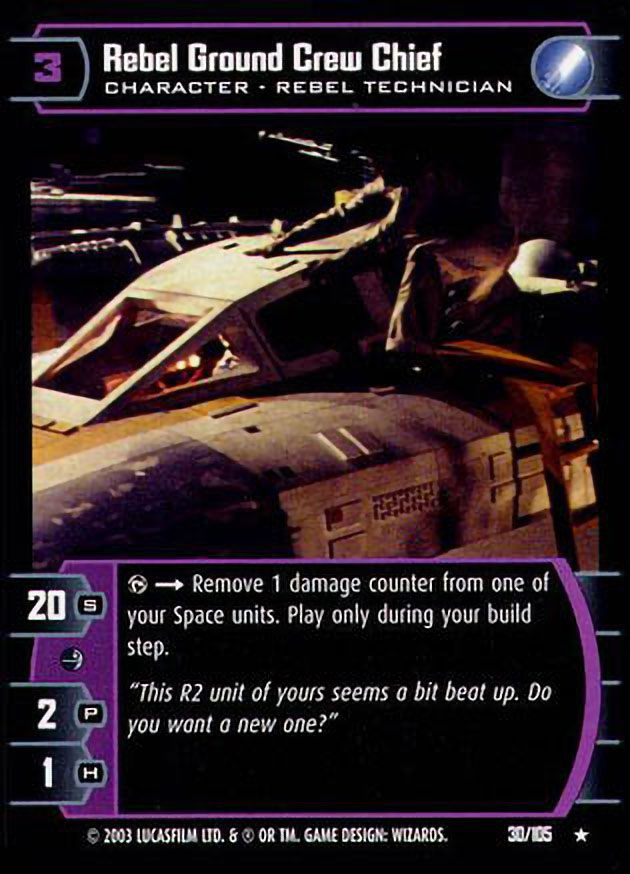 3
Rebel Ground Crew Chief
CHARACTER · REBEL TECHNICIAN
→ Remove 1 damage counter from one of
your Space units. Play only during your build
step.
"This R2 unit of yours seems a bit beat up. Do
you want a new one?"
20 S
2 P
1 H
© 2003 LUCASFILM LTD. & ® OR TM. GAME DESIGN: WIZARDS. 30/105 ★